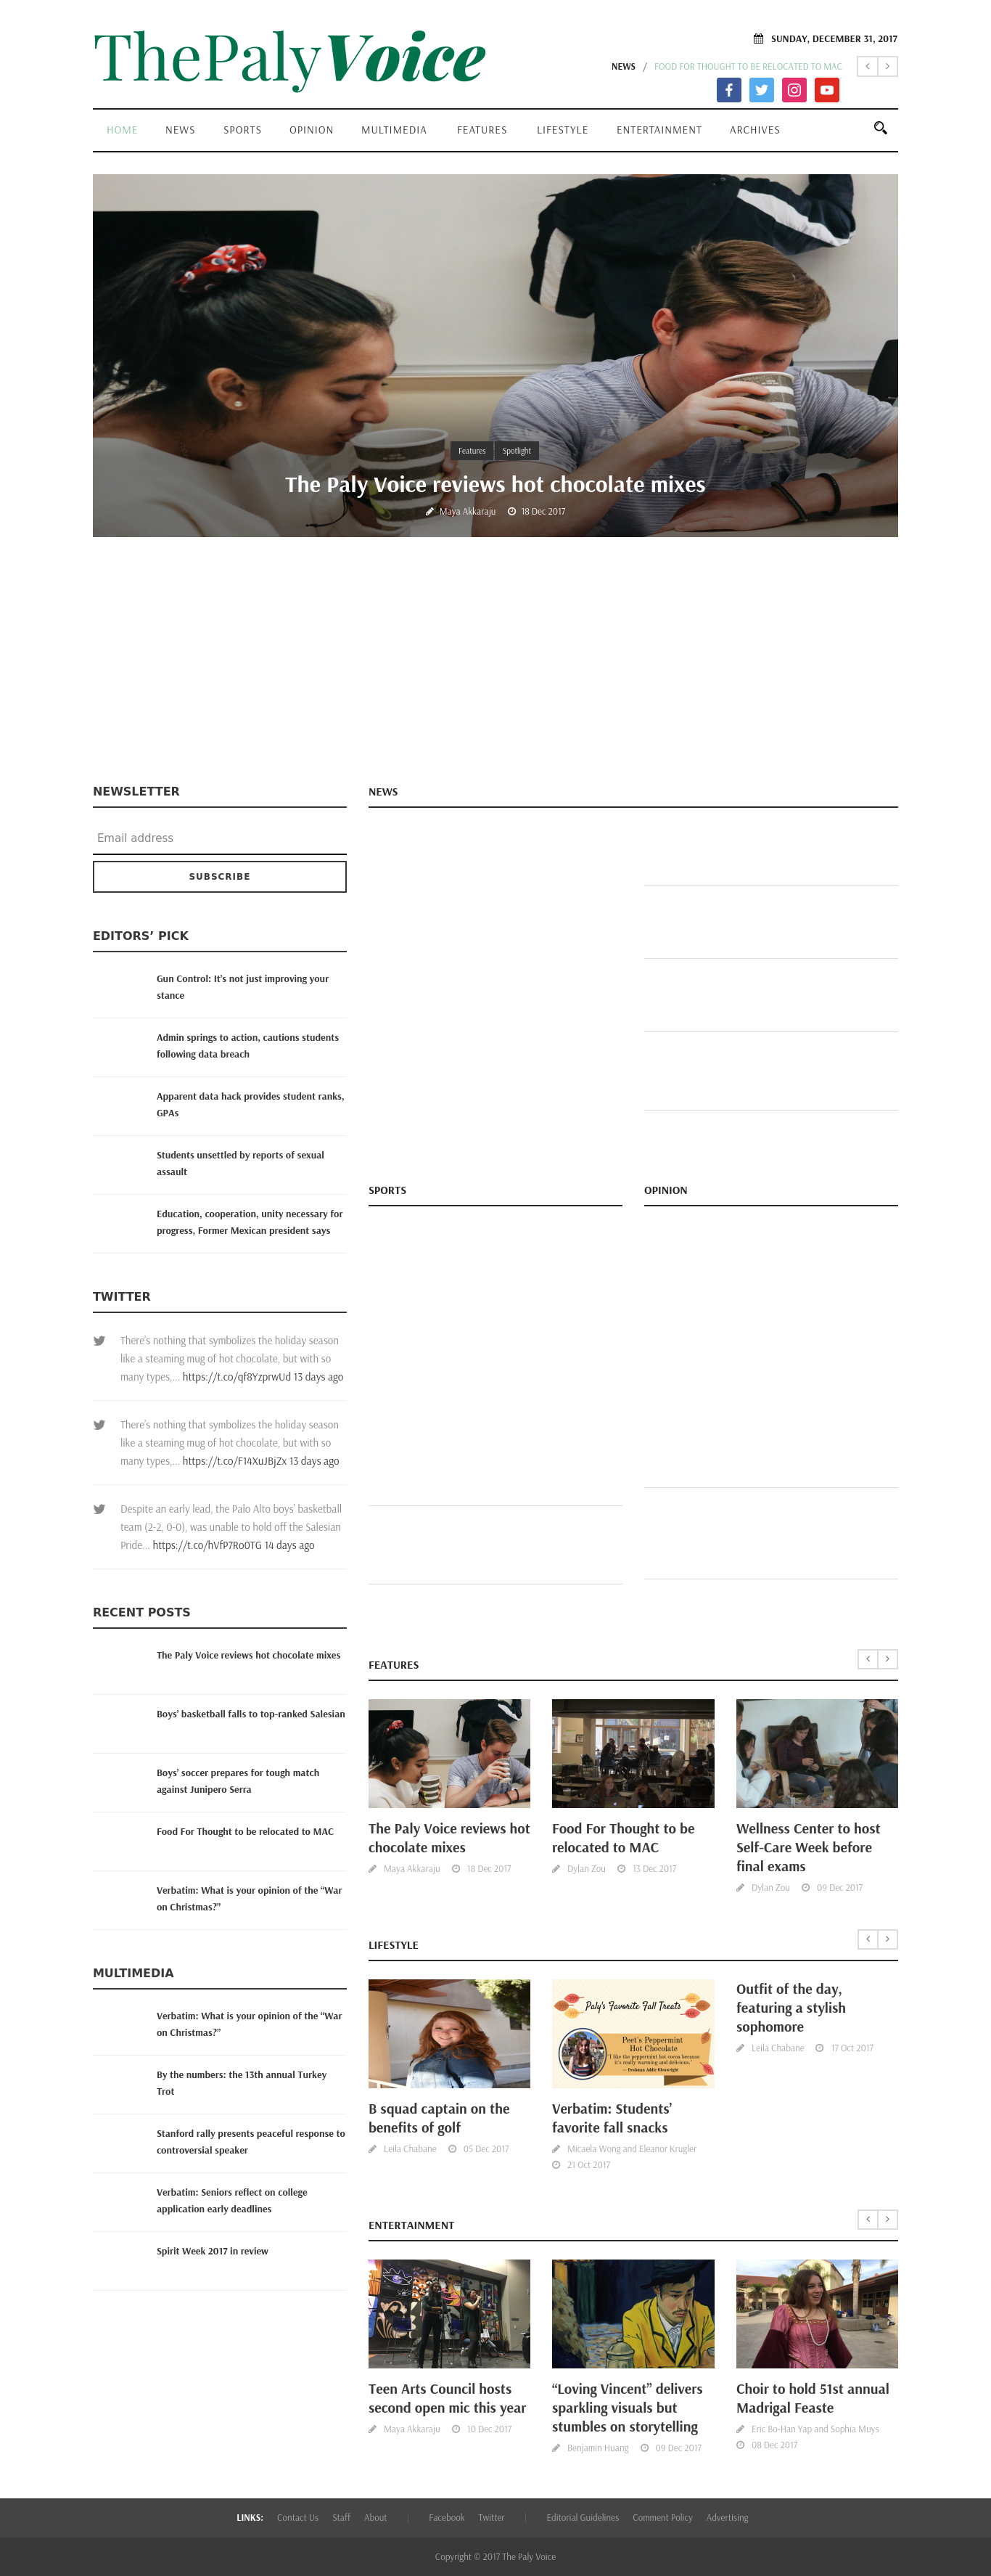 ThePalyVoice
SUNDAY, DECEMBER 31, 2017
NEWS / FOOD FOR THOUGHT TO BE RELOCATED TO MAC
HOME NEWS SPORTS OPINION MULTIMEDIA FEATURES LIFESTYLE ENTERTAINMENT ARCHIVES
Features Spotlight
The Paly Voice reviews hot chocolate mixes
Maya Akkaraju 18 Dec 2017
NEWSLETTER
Email address
SUBSCRIBE
EDITORS’ PICK
Gun Control: It’s not just improving your
stance
Admin springs to action, cautions students
following data breach
Apparent data hack provides student ranks,
GPAs
Students unsettled by reports of sexual
assault
Education, cooperation, unity necessary for
progress, Former Mexican president says
TWITTER
There's nothing that symbolizes the holiday season
like a steaming mug of hot chocolate, but with so
many types,... https://t.co/qf8YzprwUd 13 days ago
There's nothing that symbolizes the holiday season
like a steaming mug of hot chocolate, but with so
many types,... https://t.co/F14XuJBjZx 13 days ago
Despite an early lead, the Palo Alto boys' basketball
team (2-2, 0-0), was unable to hold off the Salesian
Pride... https://t.co/hVfP7Ro0TG 14 days ago
RECENT POSTS
The Paly Voice reviews hot chocolate mixes
Boys’ basketball falls to top-ranked Salesian
Boys’ soccer prepares for tough match
against Junipero Serra
Food For Thought to be relocated to MAC
Verbatim: What is your opinion of the “War
on Christmas?”
MULTIMEDIA
Verbatim: What is your opinion of the “War
on Christmas?”
By the numbers: the 13th annual Turkey
Trot
Stanford rally presents peaceful response to
controversial speaker
Verbatim: Seniors reflect on college
application early deadlines
Spirit Week 2017 in review
NEWS
SPORTS
OPINION
FEATURES
The Paly Voice reviews hot
chocolate mixes
Maya Akkaraju 18 Dec 2017
Food For Thought to be
relocated to MAC
Dylan Zou 13 Dec 2017
Wellness Center to host
Self-Care Week before
final exams
Dylan Zou 09 Dec 2017
LIFESTYLE
B squad captain on the
benefits of golf
Leila Chabane 05 Dec 2017
Paly's Favorite Fall Treats
Peet's Peppermint
Hot Chocolate
"I like the peppermint hot cocoa because
it's really warming and delicious."
Verbatim: Students’
favorite fall snacks
Micaela Wong and Eleanor Krugler
21 Oct 2017
Outfit of the day,
featuring a stylish
sophomore
Leila Chabane 17 Oct 2017
ENTERTAINMENT
Teen Arts Council hosts
second open mic this year
Maya Akkaraju 10 Dec 2017
“Loving Vincent” delivers
sparkling visuals but
stumbles on storytelling
Benjamin Huang 09 Dec 2017
Choir to hold 51st annual
Madrigal Feaste
Eric Bo-Han Yap and Sophia Muys
08 Dec 2017
LINKS: Contact Us Staff About Facebook Twitter Editorial Guidelines Comment Policy Advertising
Copyright © 2017 The Paly Voice